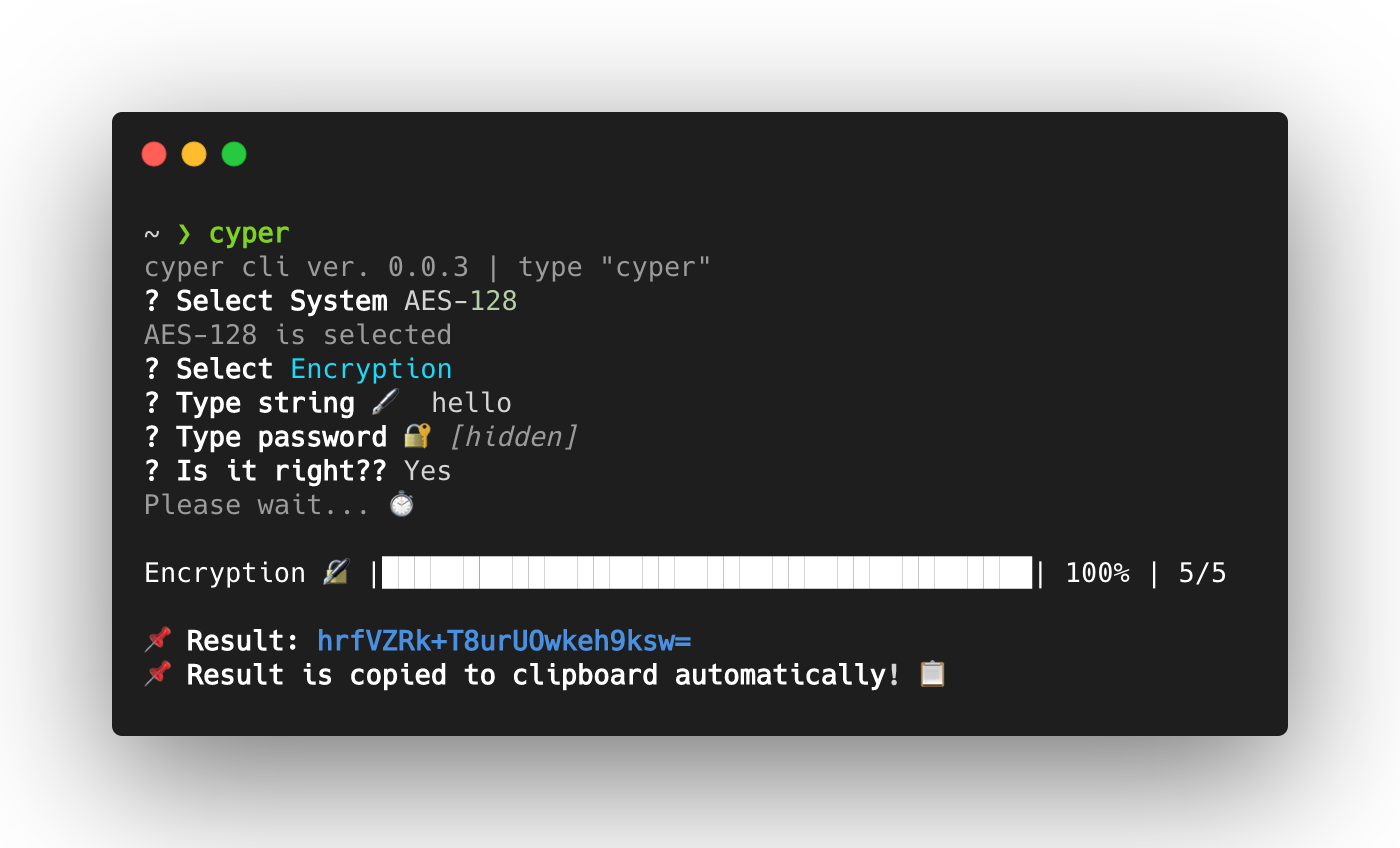 ~ ❯ cyper
cyper cli ver. 0.0.3 | type "cyper"
? Select System AES-128
AES-128 is selected
? Select Encryption
? Type string 🖌 hello
? Type password 🔐 [hidden]
? Is it right?? Yes
Please wait... ⏱
Encryption 🔏 |████████████████████████████████████████| 100% | 5/5
📌 Result: hrfVZRk+T8urUOwkeh9ksw=
📌 Result is copied to clipboard automatically! 📋